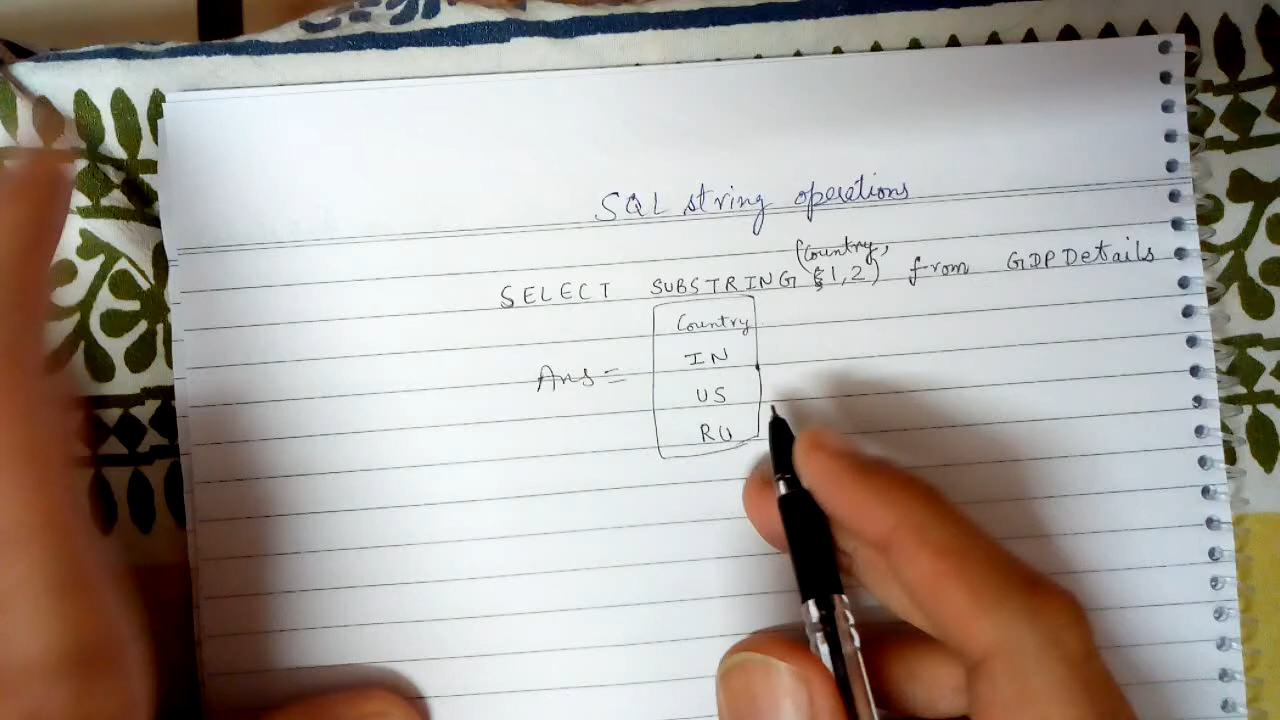 SQL string operations
SELECT SUBSTRING (Country, 1,2) from GDPDetails
Country
IN
Ans =
US
RU